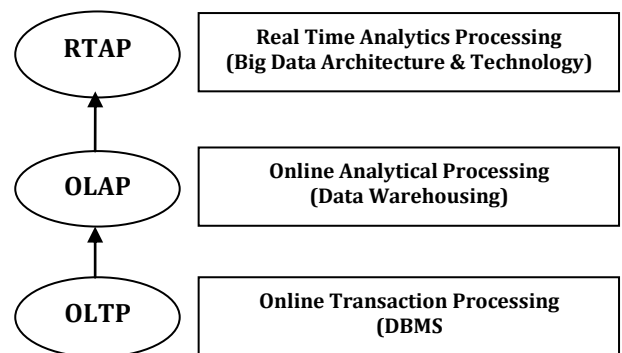 RTAP
Real Time Analytics Processing
(Big Data Architecture & Technology)
OLAP
Online Analytical Processing
(Data Warehousing)
OLTP
Online Transaction Processing
(DBMS